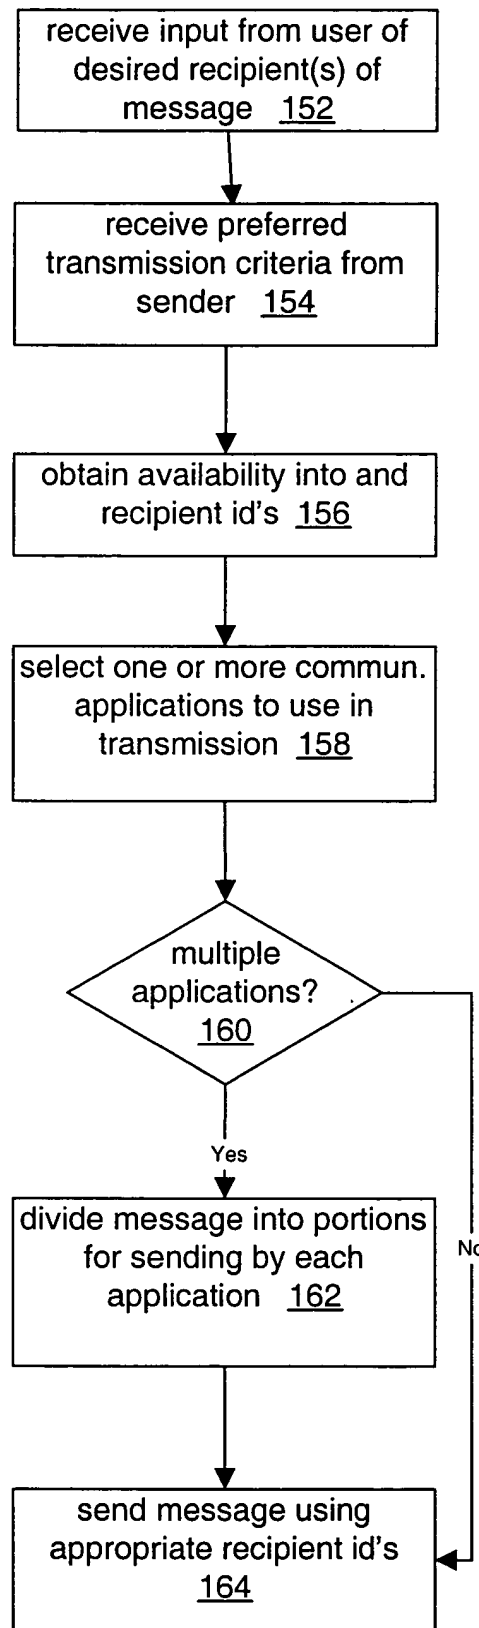 receive input from user of
desired recipient(s) of
message 152
receive preferred
transmission criteria from
sender 154
obtain availability into and
recipient id's 156
select one or more commun.
applications to use in
transmission 158
multiple
applications?
160
Yes
divide message into portions
for sending by each
application 162
No
send message using
appropriate recipient id's
164